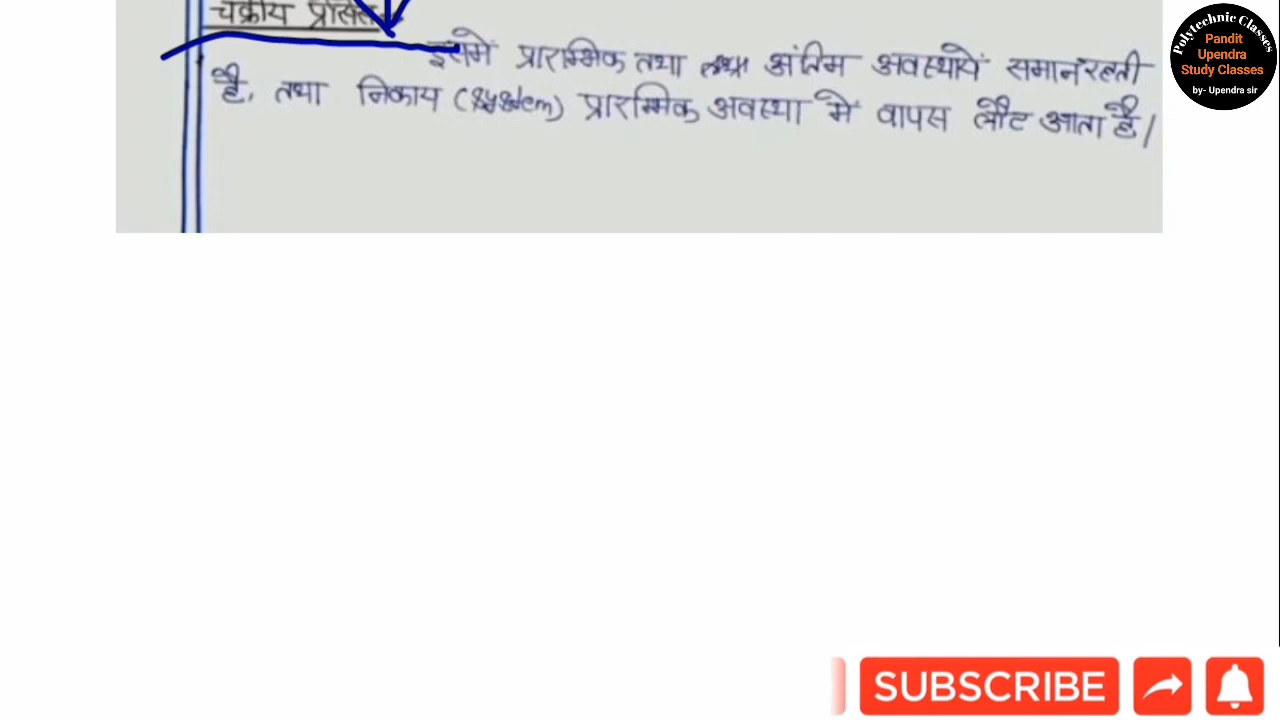 चक्रीय प्रोसेस
इसमें प्रारम्भिक तथा अंतिम अवस्थायें समान रहती
है, तथा निकाय (System) प्रारम्भिक अवस्था में वापस लौट आता है।
Polytechnic Classes
Pandit
Upendra
Study Classes
by- Upendra sir
SUBSCRIBE